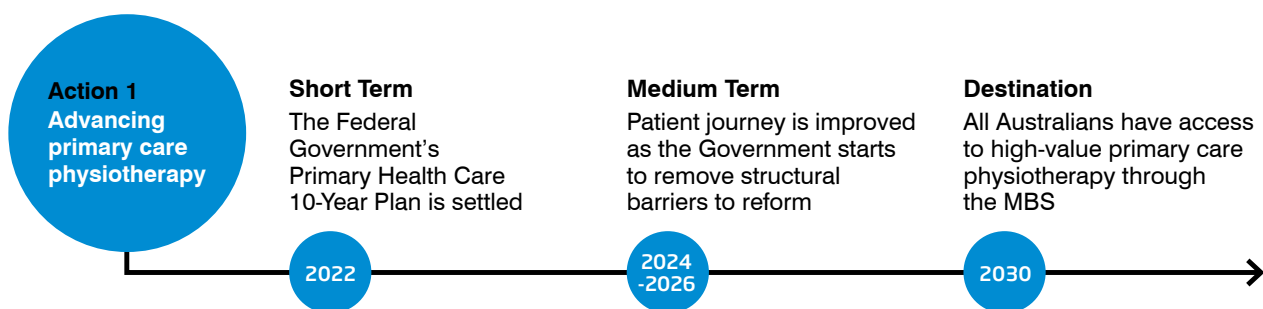 Action 1
Advancing
primary care
physiotherapy
Short Term
The Federal
Government’s
Primary Health Care
10-Year Plan is settled
2022
Medium Term
Patient journey is improved
as the Government starts
to remove structural
barriers to reform
2024
-2026
Destination
All Australians have access
to high-value primary care
physiotherapy through
the MBS
2030